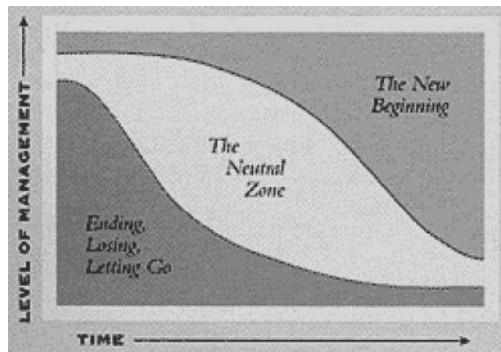 LEVEL OF MANAGEMENT
The New
Beginning
The
Neutral
Zone
Ending,
Losing,
Letting Go
TIME